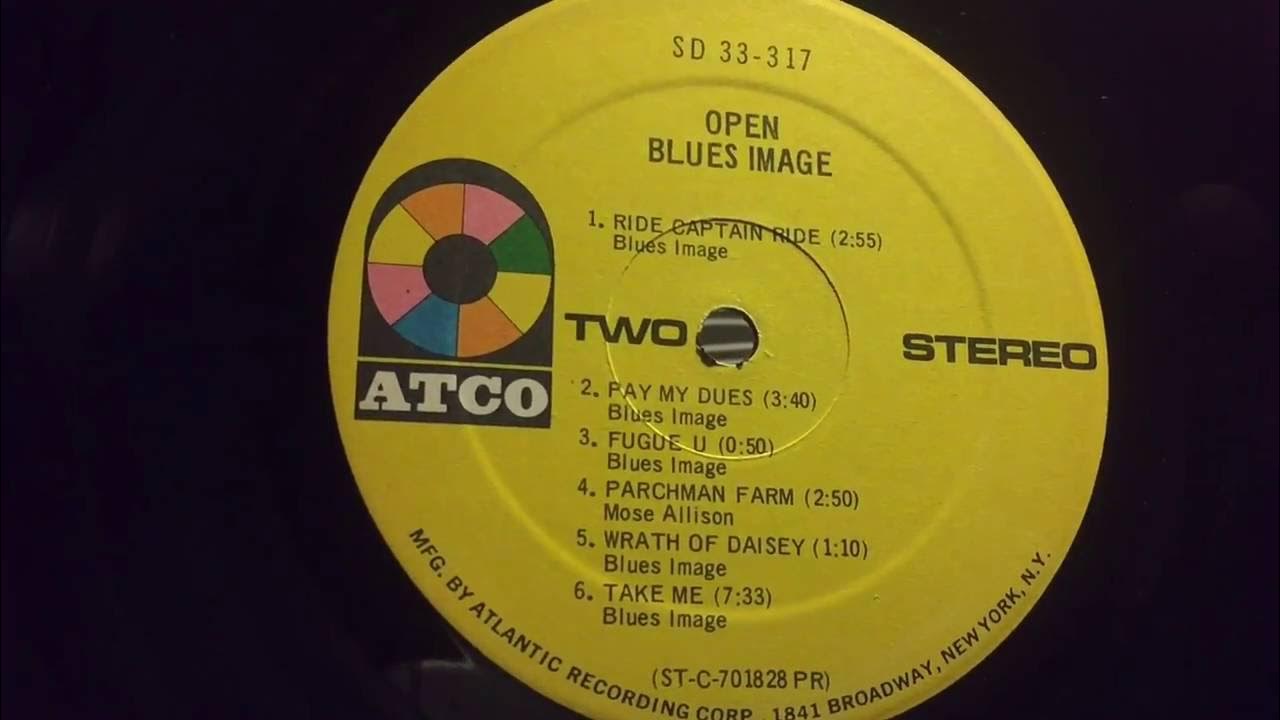 SD 33-317
OPEN
BLUES IMAGE
1. RIDE CAPTAIN RIDE (2:55)
Blues Image
TWO
STEREO
ATCO
2. PAY MY DUES (3:40)
Blues Image
3. FUGUE U (0:50)
Blues Image
4. PARCHMAN FARM (2:50)
Mose Allison
5. WRATH OF DAISEY (1:10)
Blues Image
6. TAKE ME (7:33)
Blues Image
(ST-C-701828 PR)
MFG. BY ATLANTIC RECORDING CORP., 1841 BROADWAY, NEW YORK, N.Y.